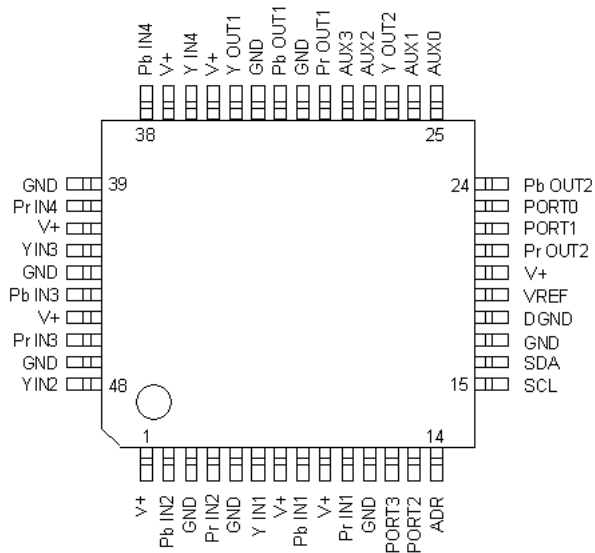 Pb IN4
V+
Y IN4
V+
Y OUT1
GND
Pb OUT1
GND
Pr OUT1
AUX3
AUX2
Y OUT2
AUX1
AUX0
38
25
GND
39
24
Pb OUT2
Pr IN4
PORT0
V+
PORT1
Y IN3
Pr OUT2
GND
V+
Pb IN3
VREF
V+
DGND
Pr IN3
GND
GND
SDA
Y IN2
48
15
SCL
1
14
V+
Pb IN2
GND
Pr IN2
GND
Y IN1
V+
Pb IN1
V+
Pr IN1
GND
PORT3
PORT2
ADR